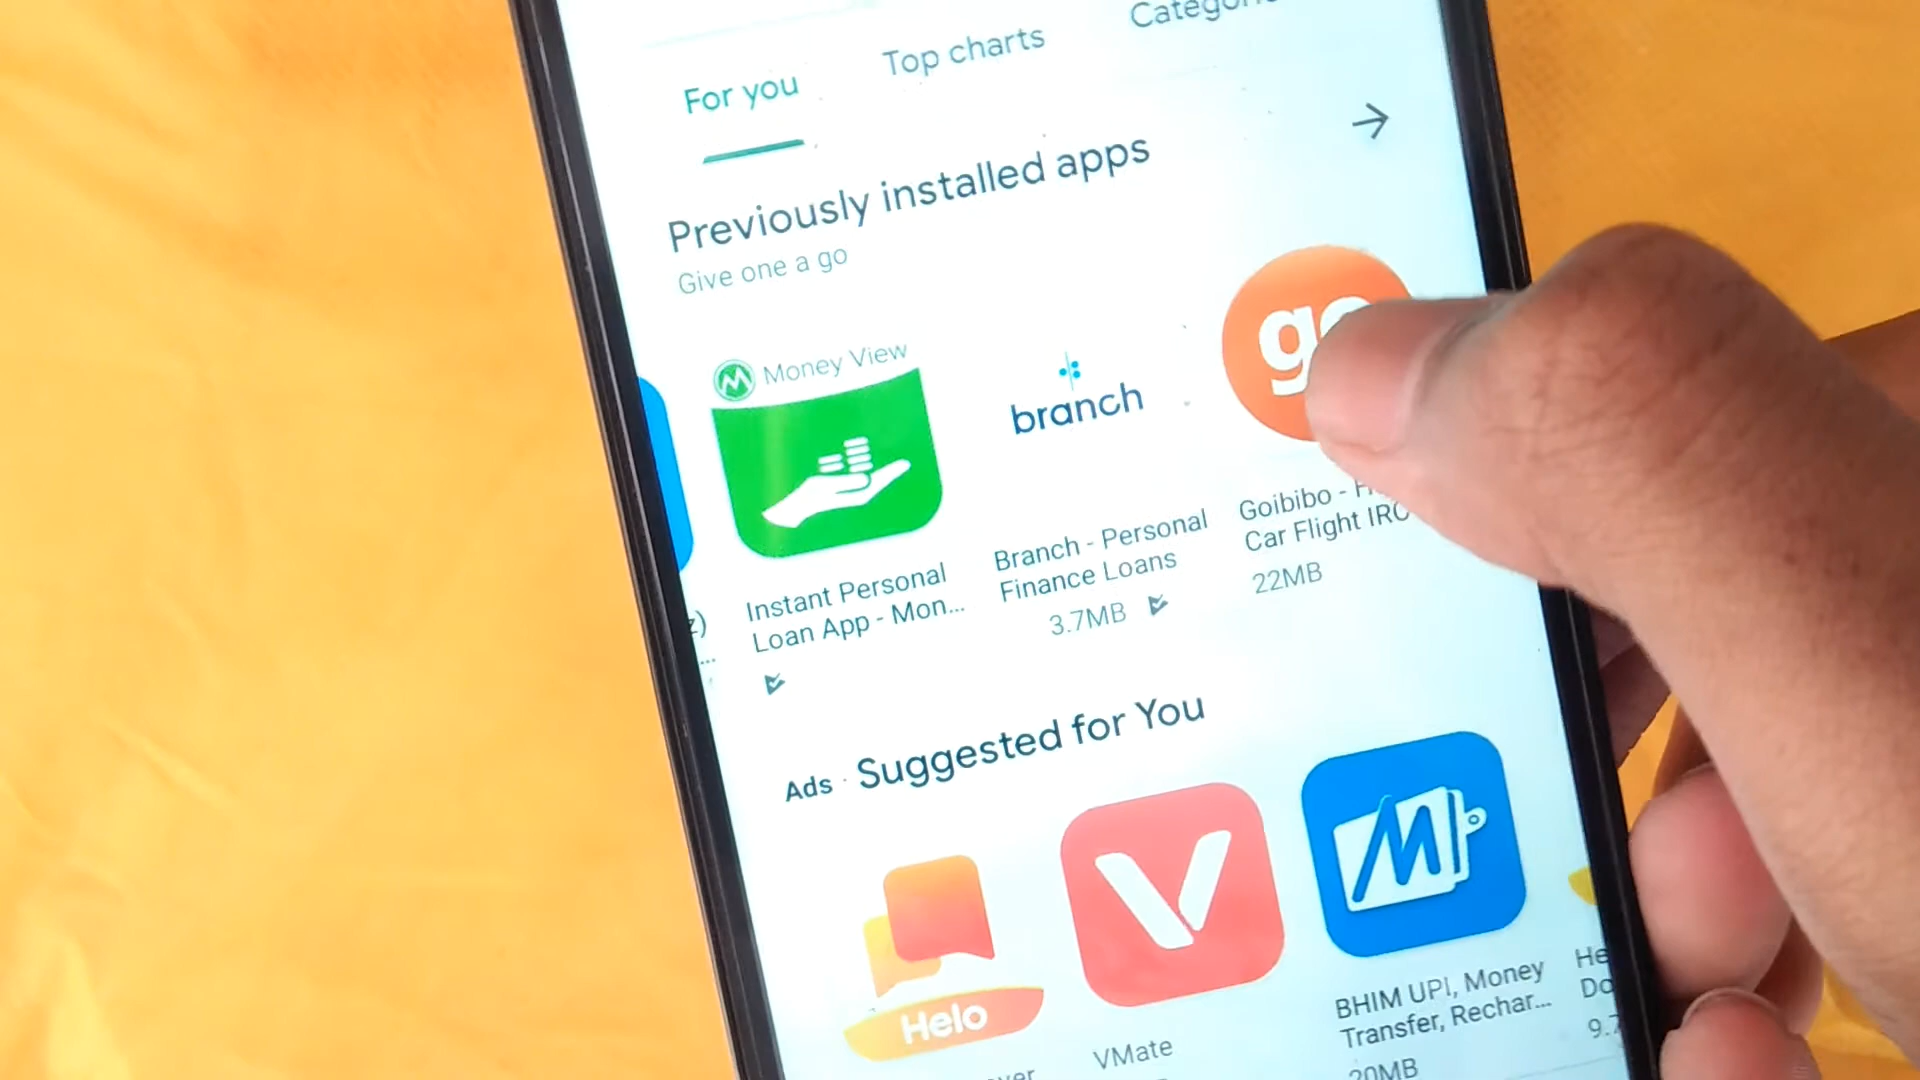 For you
Top charts
Previously installed apps
Give one a go
Money View
branch
go
Instant Personal
Loan App - Mon...
Branch - Personal
Finance Loans
3.7MB
Goibibo -
Car Flight
22MB
Ads · Suggested for You
Helo
VMate
BHIM UPI, Money
Transfer, Rechar...
20MB